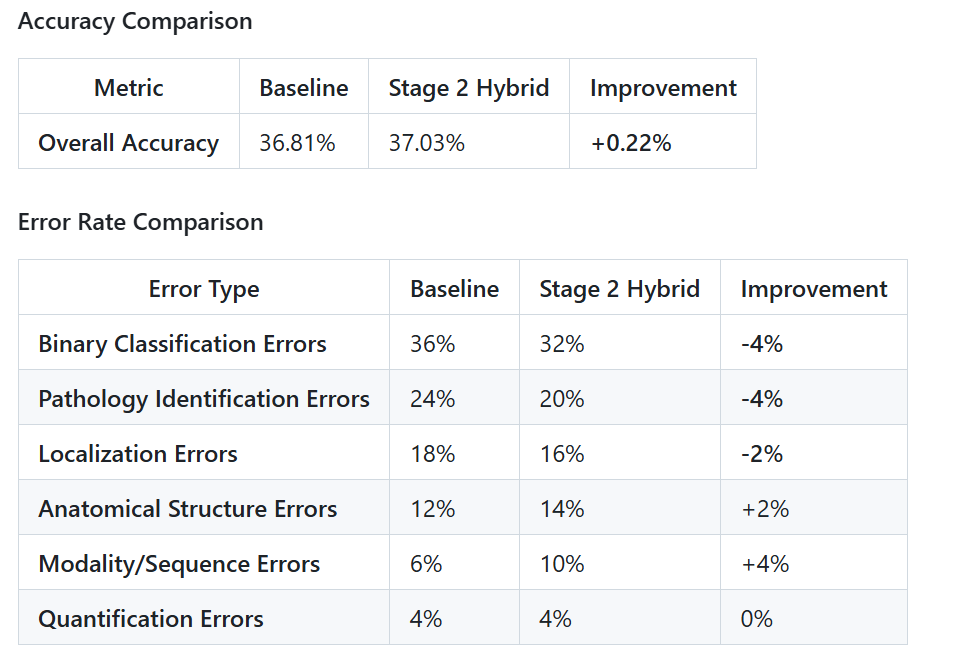 Accuracy Comparison
Metric Baseline Stage 2 Hybrid Improvement
Overall Accuracy 36.81% 37.03% +0.22%
Error Rate Comparison
Error Type Baseline Stage 2 Hybrid Improvement
Binary Classification Errors 36% 32% -4%
Pathology Identification Errors 24% 20% -4%
Localization Errors 18% 16% -2%
Anatomical Structure Errors 12% 14% +2%
Modality/Sequence Errors 6% 10% +4%
Quantification Errors 4% 4% 0%